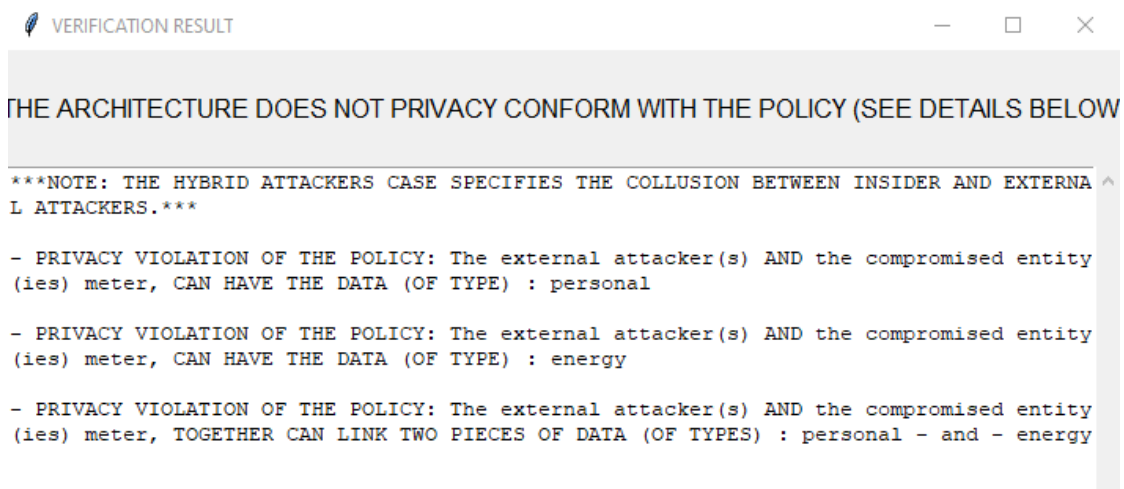 VERIFICATION RESULT
THE ARCHITECTURE DOES NOT PRIVACY CONFORM WITH THE POLICY (SEE DETAILS BELOW
***NOTE: THE HYBRID ATTACKERS CASE SPECIFIES THE COLLUSION BETWEEN INSIDER AND EXTERNA
L ATTACKERS.***
- PRIVACY VIOLATION OF THE POLICY: The external attacker(s) AND the compromised entity
(ies) meter, CAN HAVE THE DATA (OF TYPE) : personal
- PRIVACY VIOLATION OF THE POLICY: The external attacker(s) AND the compromised entity
(ies) meter, CAN HAVE THE DATA (OF TYPE) : energy
- PRIVACY VIOLATION OF THE POLICY: The external attacker(s) AND the compromised entity
(ies) meter, TOGETHER CAN LINK TWO PIECES OF DATA (OF TYPES) : personal - and - energy